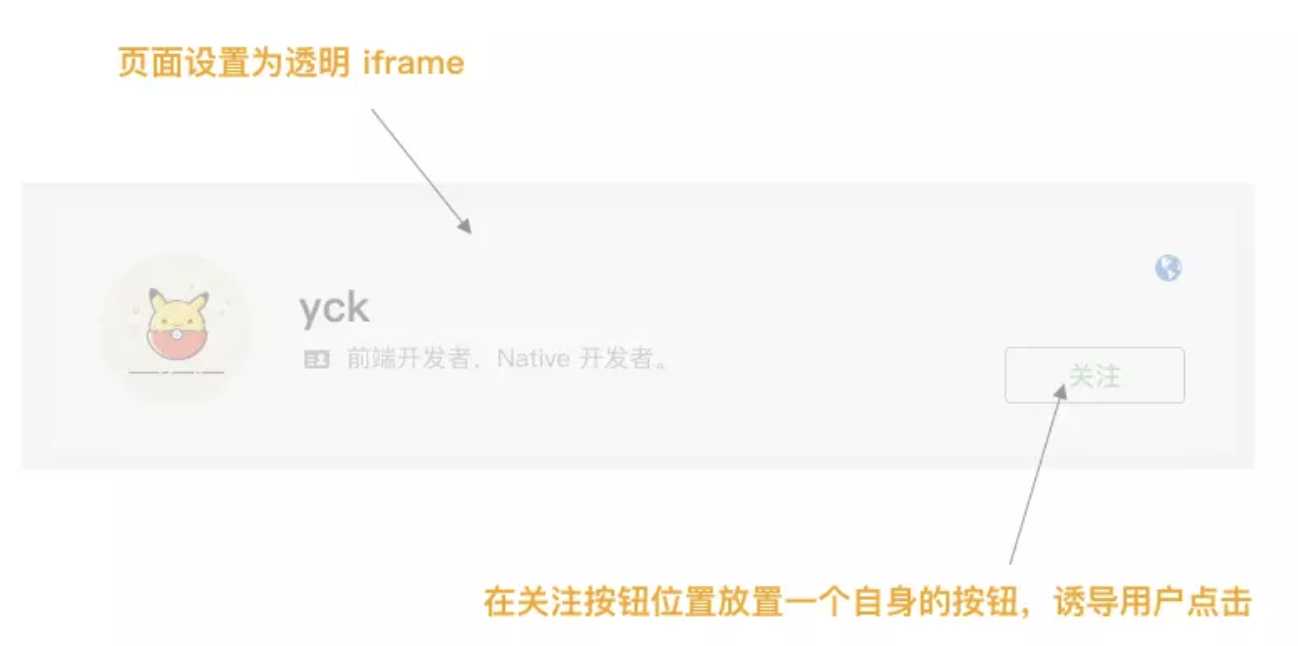 页面设置为透明 iframe
yck
前端开发者，Native 开发者。
关注
在关注按钮位置放置一个自身的按钮，诱导用户点击